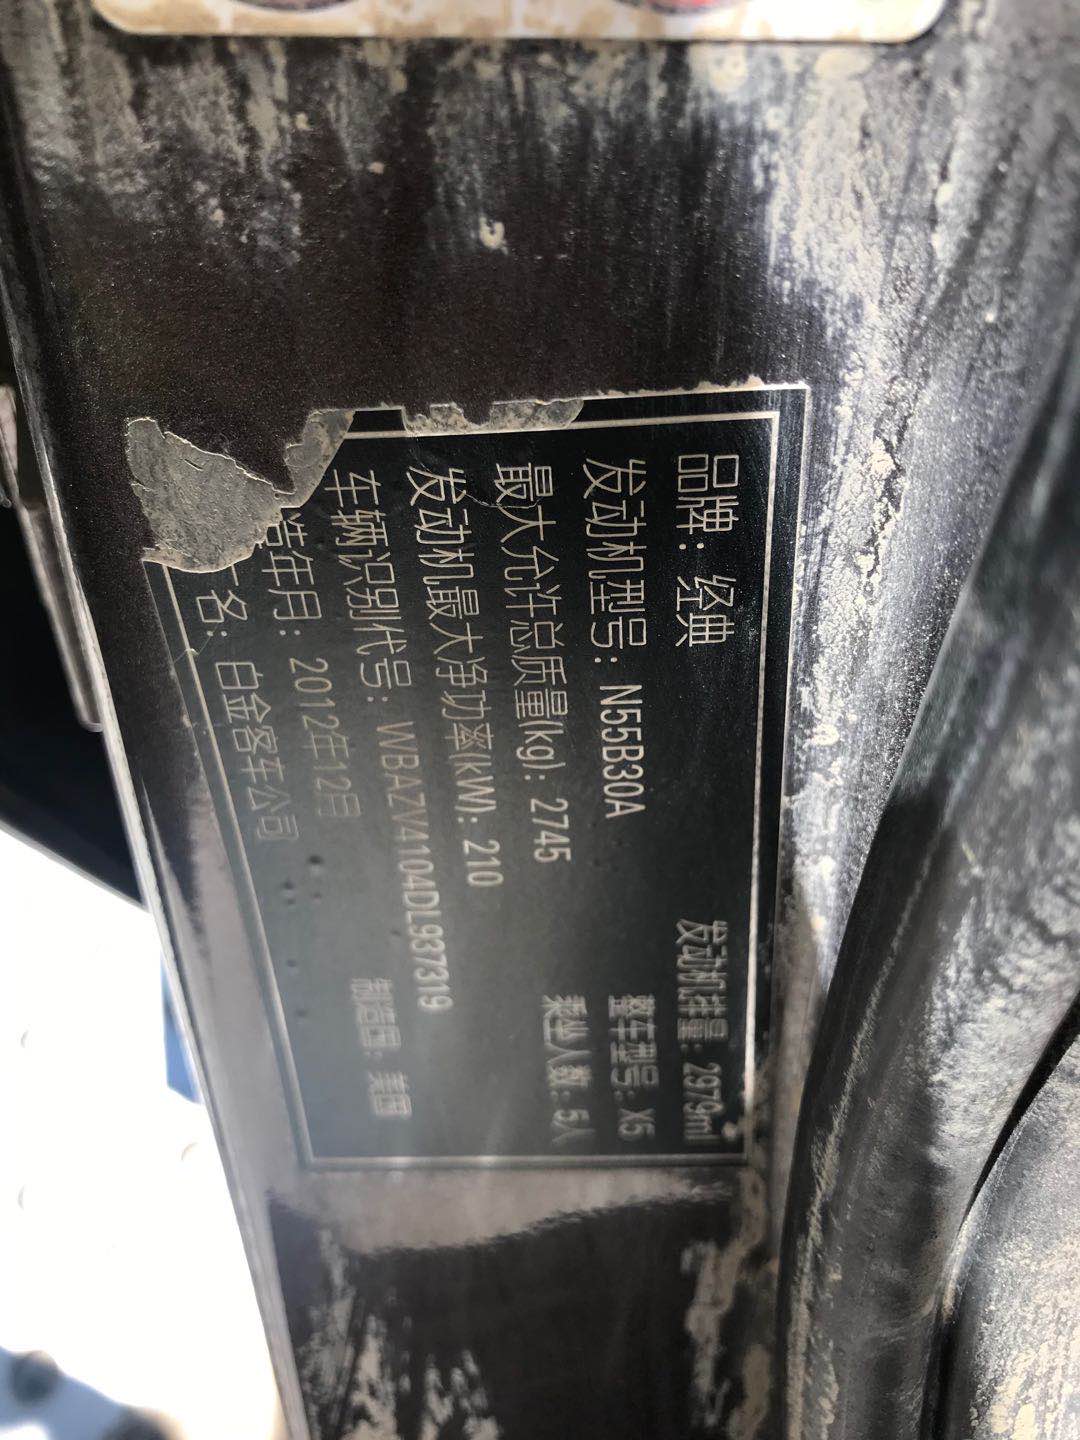 品牌：经典 发动机排量：2979ml
发动机型号：N55B30A 整车型号：X5
最大允许总质量(kg)：2745 乘坐人数：5人
发动机最大净功率(kW)：210
车辆识别代号：WBAZV4104DL937319
造年月：2012年12月 制造国：美国
名：白金客车公司